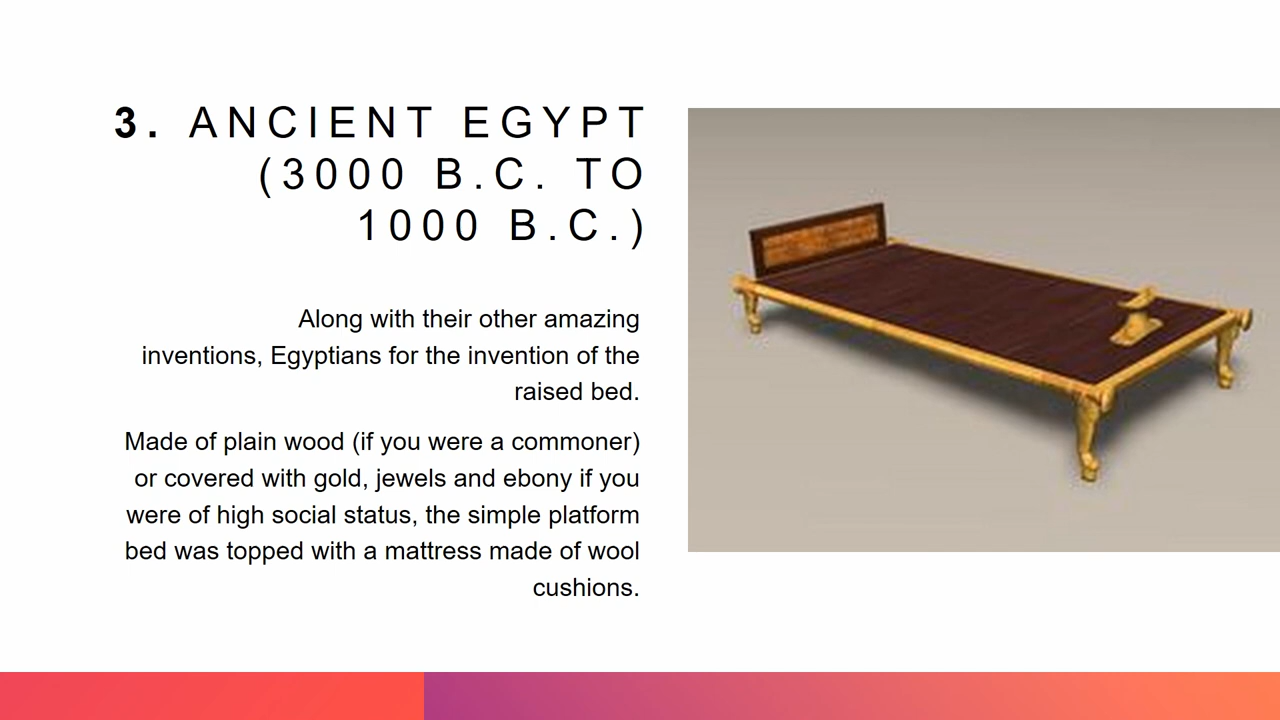 3. ANCIENT EGYPT
(3000 B.C. TO
1000 B.C.)
Along with their other amazing
inventions, Egyptians for the invention of the
raised bed.
Made of plain wood (if you were a commoner)
or covered with gold, jewels and ebony if you
were of high social status, the simple platform
bed was topped with a mattress made of wool
cushions.